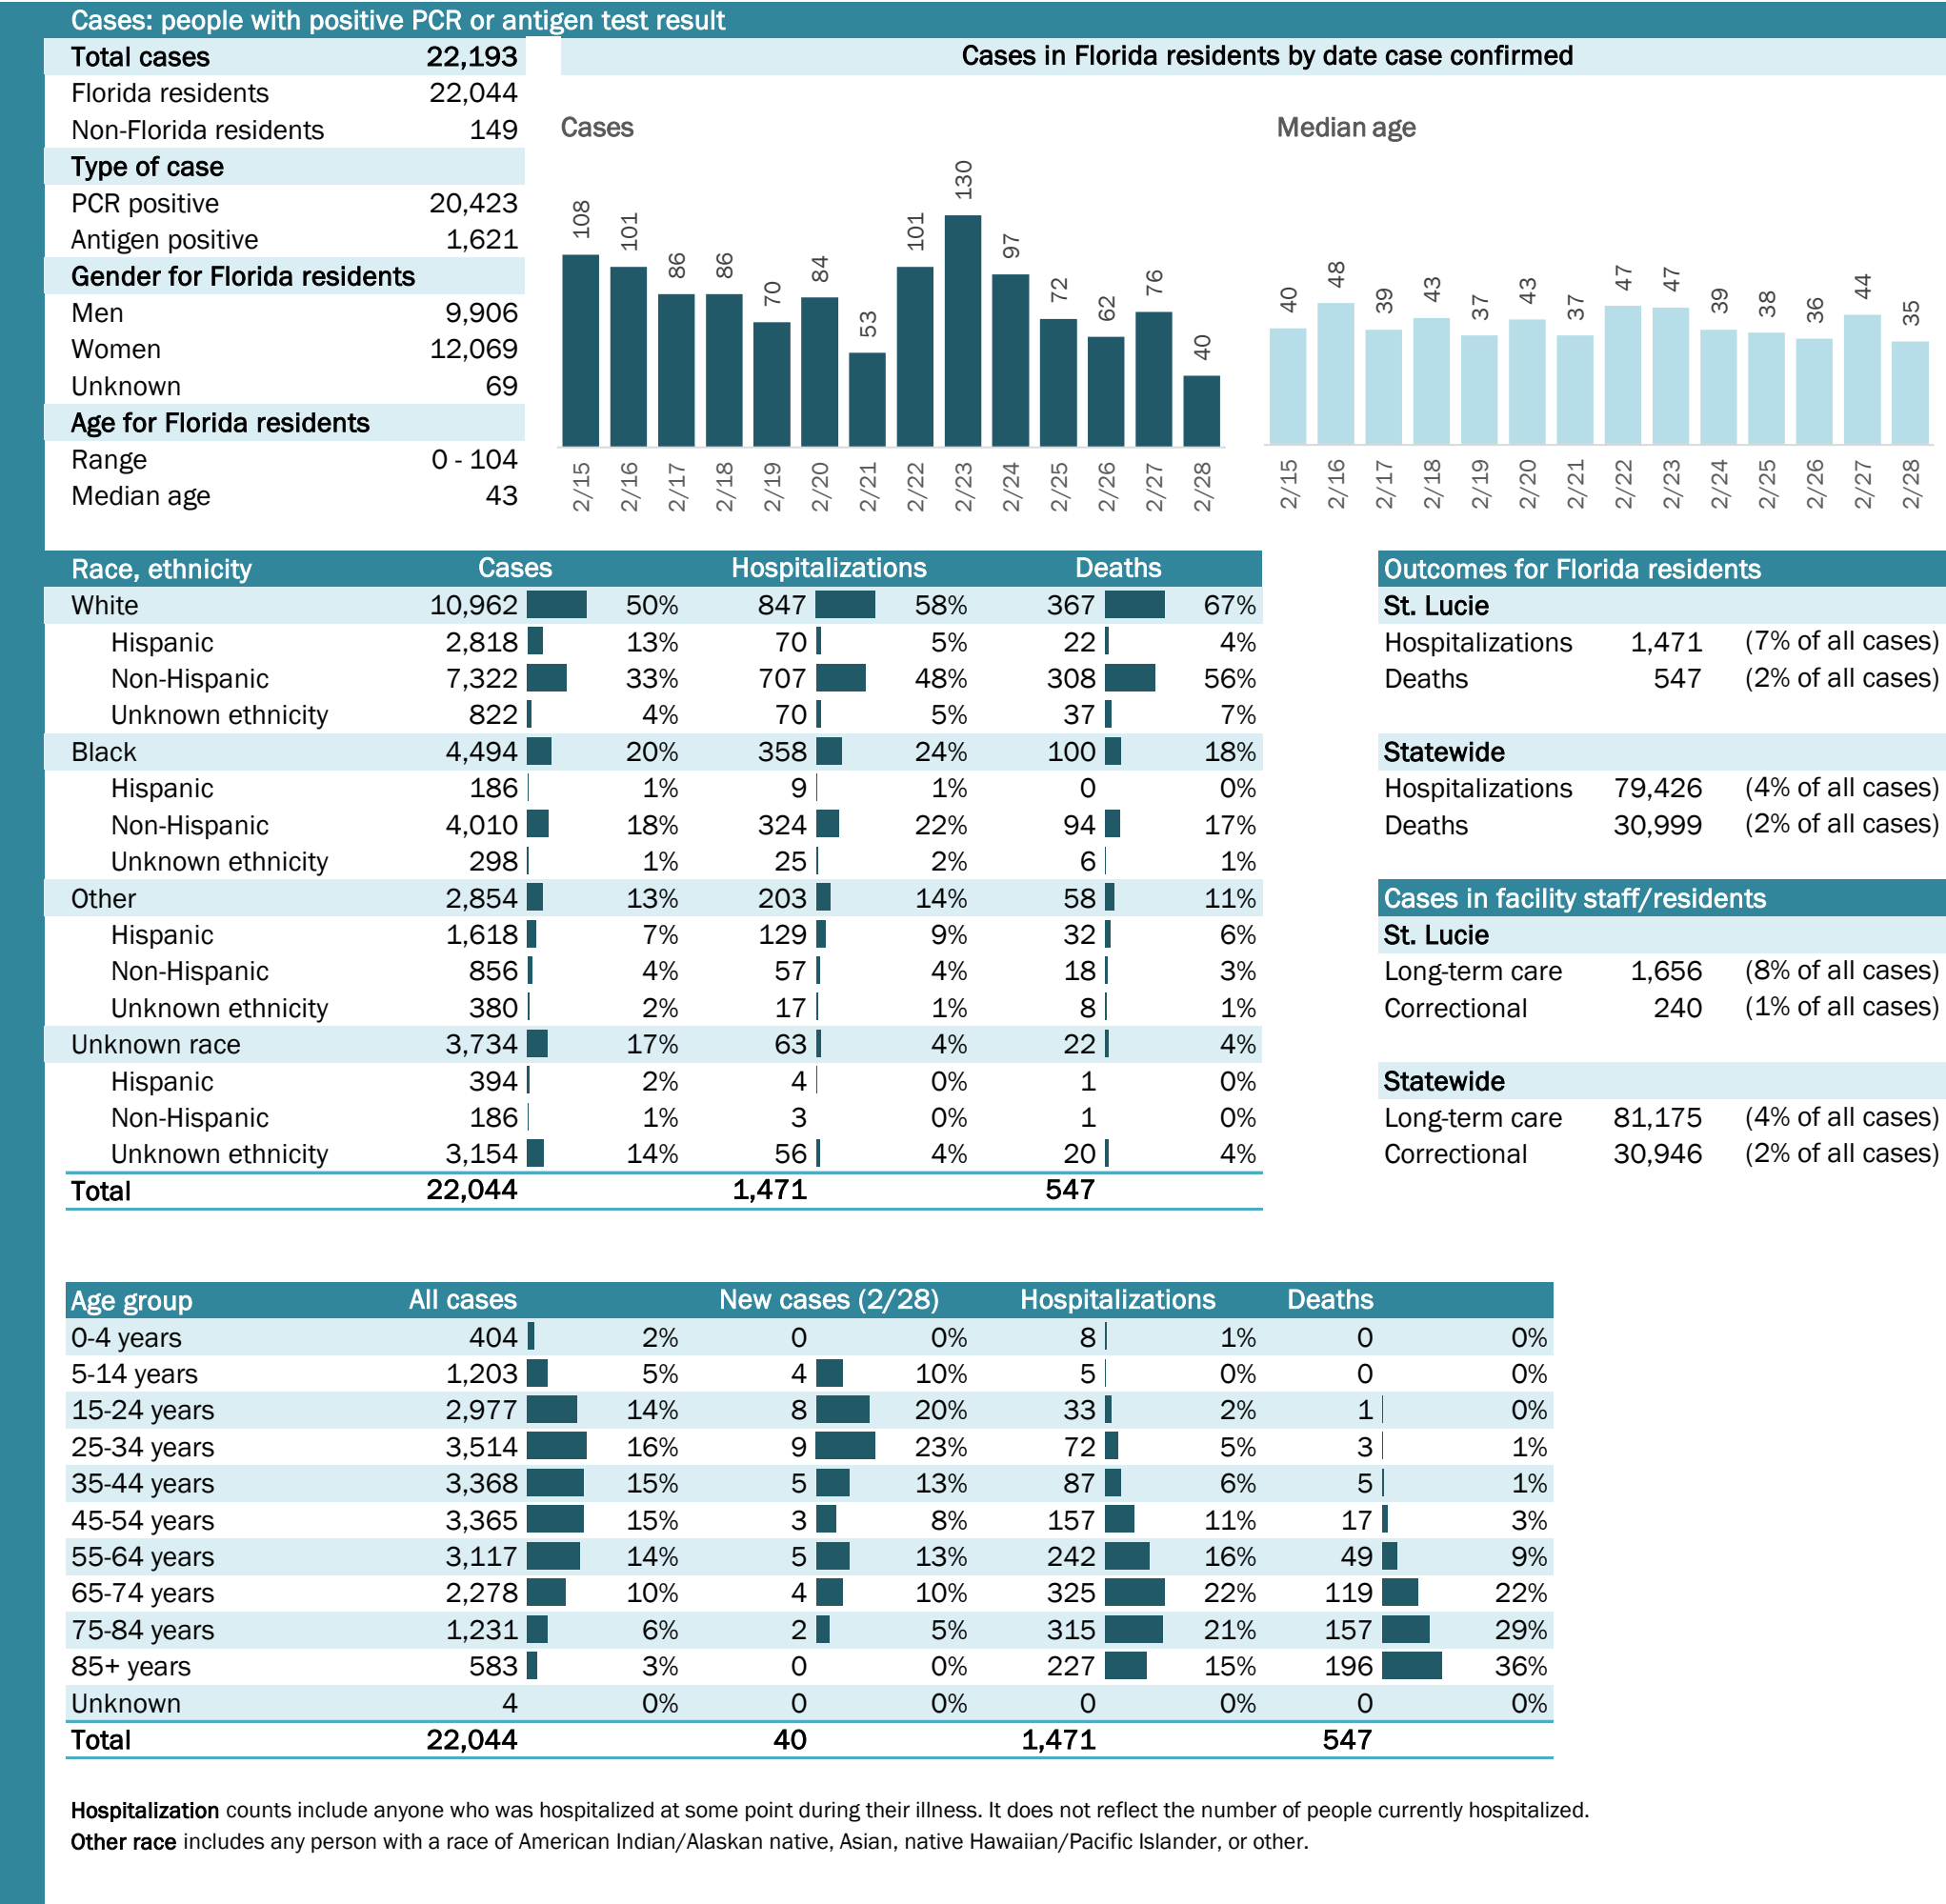 Cases: people with positive PCR or antigen test result
Total cases 22,193
Florida residents 22,044
Non-Florida residents 149
Type of case
PCR positive 20,423
Antigen positive 1,621
Gender for Florida residents
Men 9,906
Women 12,069
Unknown 69
Age for Florida residents
Range 0 - 104
Median age 43
Cases in Florida residents by date case confirmed
Cases
108 101 86 86 70 84 53 101 130 97 72 62 76 40
2/15 2/16 2/17 2/18 2/19 2/20 2/21 2/22 2/23 2/24 2/25 2/26 2/27 2/28
Median age
40 48 39 43 37 43 37 47 47 39 38 36 44 35
2/15 2/16 2/17 2/18 2/19 2/20 2/21 2/22 2/23 2/24 2/25 2/26 2/27 2/28
Race, ethnicity Cases Hospitalizations Deaths
White 10,962 50% 847 58% 367 67%
Hispanic 2,818 13% 70 5% 22 4%
Non-Hispanic 7,322 33% 707 48% 308 56%
Unknown ethnicity 822 4% 70 5% 37 7%
Black 4,494 20% 358 24% 100 18%
Hispanic 186 1% 9 1% 0 0%
Non-Hispanic 4,010 18% 324 22% 94 17%
Unknown ethnicity 298 1% 25 2% 6 1%
Other 2,854 13% 203 14% 58 11%
Hispanic 1,618 7% 129 9% 32 6%
Non-Hispanic 856 4% 57 4% 18 3%
Unknown ethnicity 380 2% 17 1% 8 1%
Unknown race 3,734 17% 63 4% 22 4%
Hispanic 394 2% 4 0% 1 0%
Non-Hispanic 186 1% 3 0% 1 0%
Unknown ethnicity 3,154 14% 56 4% 20 4%
Total 22,044 1,471 547
Outcomes for Florida residents
St. Lucie
Hospitalizations 1,471 (7% of all cases)
Deaths 547 (2% of all cases)
Statewide
Hospitalizations 79,426 (4% of all cases)
Deaths 30,999 (2% of all cases)
Cases in facility staff/residents
St. Lucie
Long-term care 1,656 (8% of all cases)
Correctional 240 (1% of all cases)
Statewide
Long-term care 81,175 (4% of all cases)
Correctional 30,946 (2% of all cases)
Age group All cases New cases (2/28) Hospitalizations Deaths
0-4 years 404 2% 0 0% 8 1% 0 0%
5-14 years 1,203 5% 4 10% 5 0% 0 0%
15-24 years 2,977 14% 8 20% 33 2% 1 0%
25-34 years 3,514 16% 9 23% 72 5% 3 1%
35-44 years 3,368 15% 5 13% 87 6% 5 1%
45-54 years 3,365 15% 3 8% 157 11% 17 3%
55-64 years 3,117 14% 5 13% 242 16% 49 9%
65-74 years 2,278 10% 4 10% 325 22% 119 22%
75-84 years 1,231 6% 2 5% 315 21% 157 29%
85+ years 583 3% 0 0% 227 15% 196 36%
Unknown 4 0% 0 0% 0 0% 0 0%
Total 22,044 40 1,471 547
Hospitalization counts include anyone who was hospitalized at some point during their illness. It does not reflect the number of people currently hospitalized.
Other race includes any person with a race of American Indian/Alaskan native, Asian, native Hawaiian/Pacific Islander, or other.